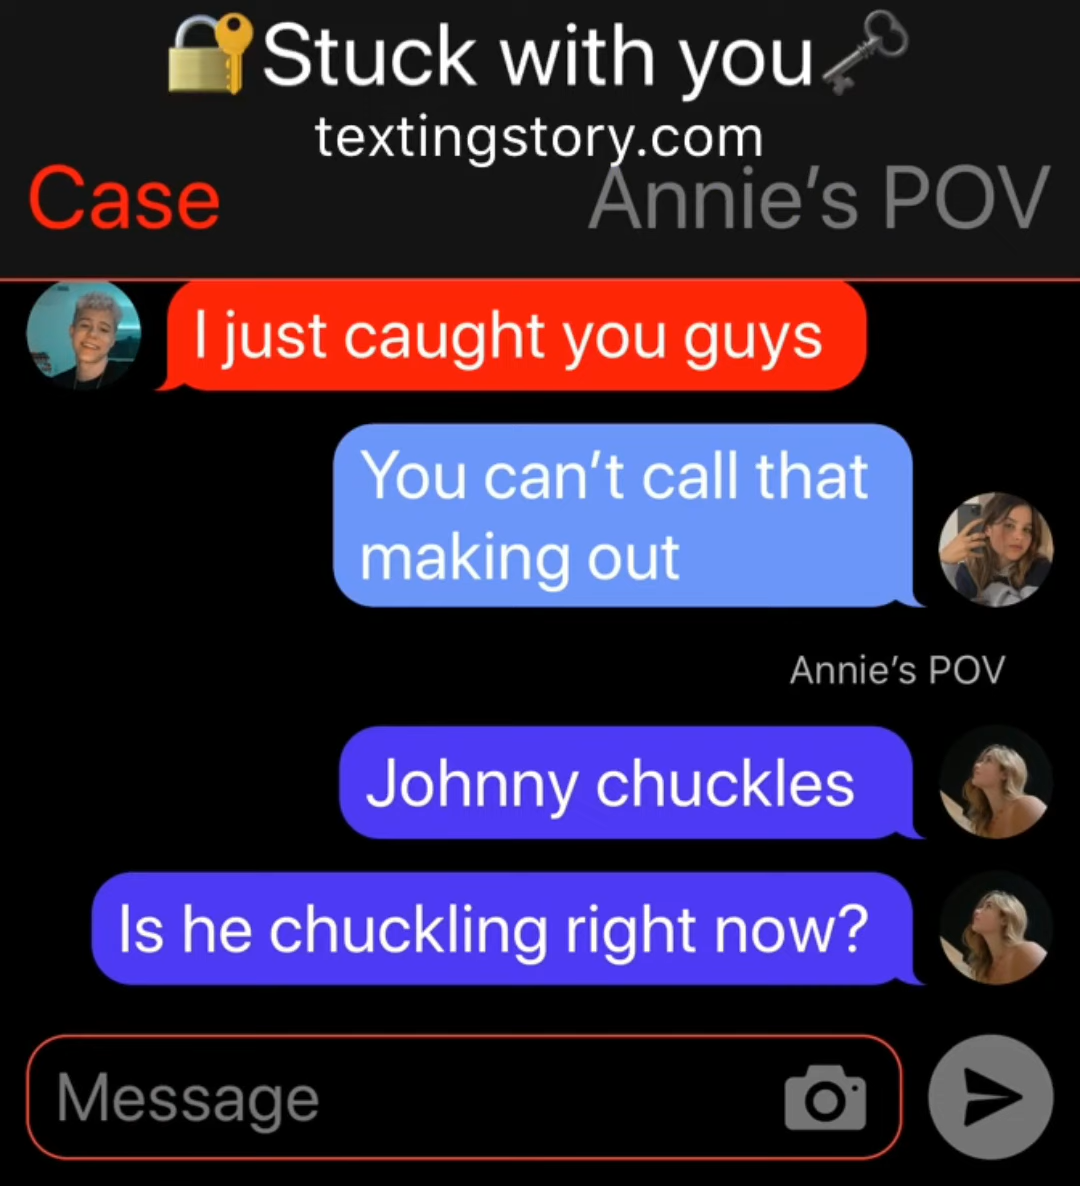 🔐Stuck with you🗝️
textingstory.com
Case
Annie’s POV
I just caught you guys
You can’t call that
making out
Annie’s POV
Johnny chuckles
Is he chuckling right now?
Message